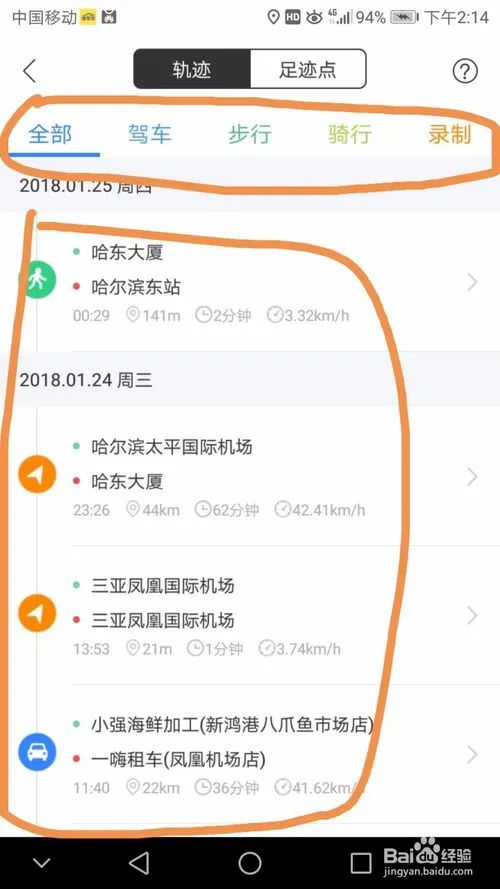 中国移动 HD 4G 94% 下午2:14
轨迹 足迹点 ?
全部 驾车 步行 骑行 录制
2018.01.25 周四
哈东大厦
哈尔滨东站
00:29 141m 2分钟 3.32km/h
2018.01.24 周三
哈尔滨太平国际机场
哈东大厦
23:26 44km 62分钟 42.41km/h
三亚凤凰国际机场
三亚凤凰国际机场
13:53 21m 1分钟 3.74km/h
小强海鲜加工(新鸿港八爪鱼市场店)
一嗨租车(凤凰机场店)
11:40 22km 36分钟 41.62km/h
Baidu经验
jingyan.baidu.com